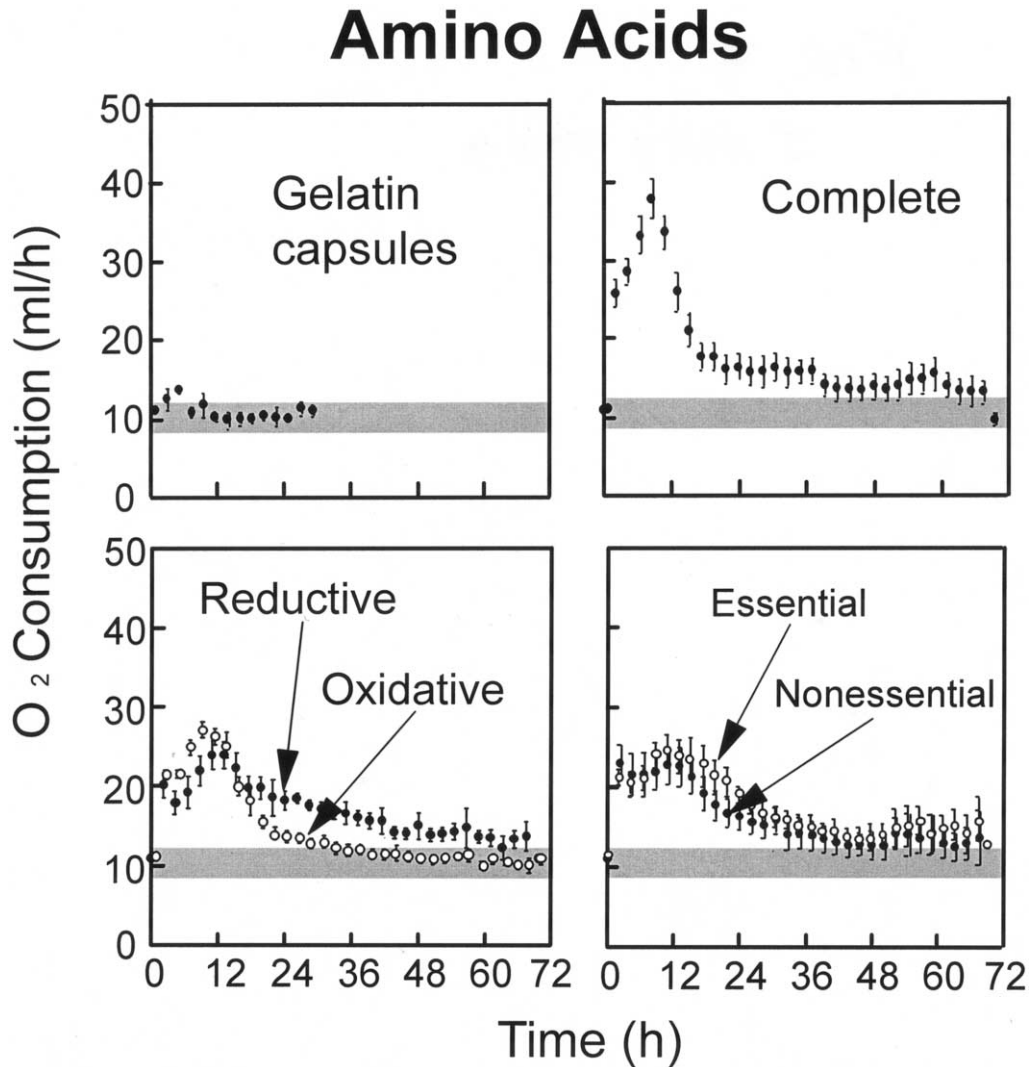 Amino Acids
O₂ Consumption (ml/h)
50
40
30
20
10
0
Gelatin
capsules
Complete
50
40
30
20
10
0
Reductive
Oxidative
Essential
Nonessential
0 12 24 36 48 60 72
0 12 24 36 48 60 72
Time (h)